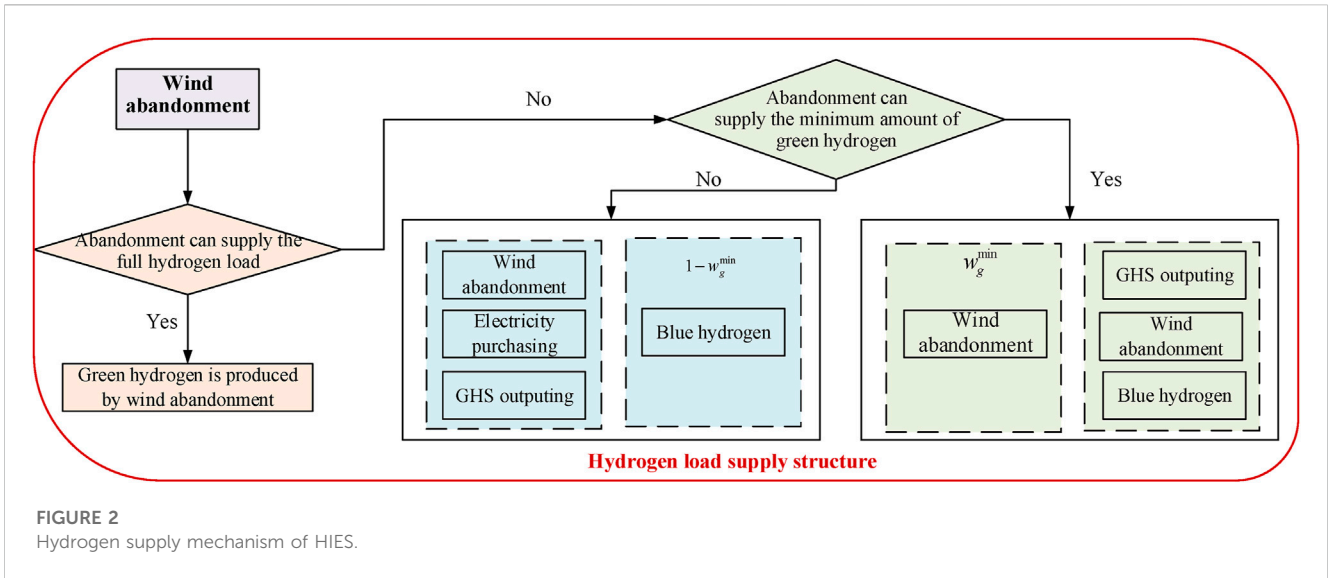 Wind
abandonment
Abandonment can supply the
full hydrogen load
Yes
Green hydrogen is produced
by wind abandonment
No
Abandonment can
supply the minimum amount of
green hydrogen
No
Yes
Wind
abandonment
Electricity
purchasing
GHS outputing
1−w_g^min
Blue hydrogen
w_g^min
Wind
abandonment
GHS outputing
Wind
abandonment
Blue hydrogen
Hydrogen load supply structure
FIGURE 2
Hydrogen supply mechanism of HIES.